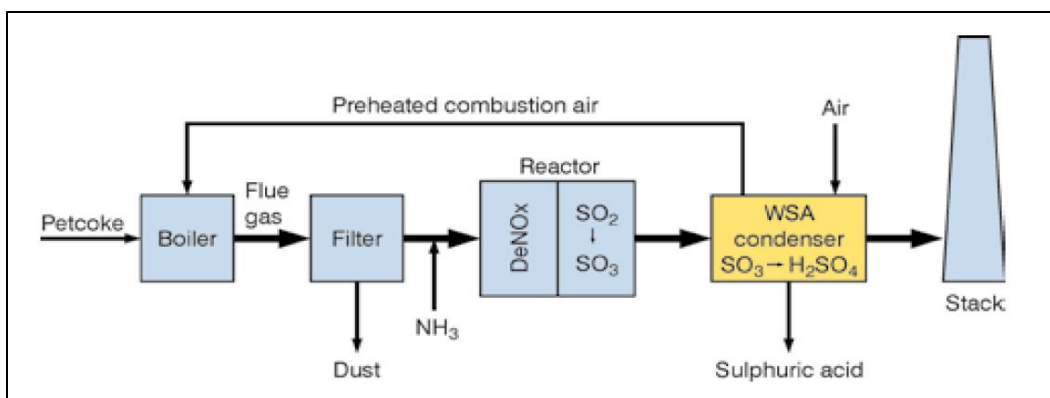 Preheated combustion air
Air
Reactor
Flue
gas
Petcoke
Boiler
Filter
DeNOx
SO₂
↓
SO₃
WSA
condenser
SO₃→H₂SO₄
Stack
NH₃
Dust
Sulphuric acid